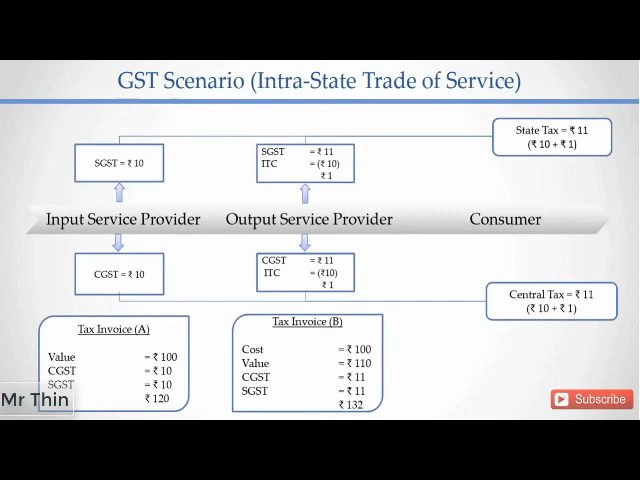 GST Scenario (Intra-State Trade of Service)
State Tax = ₹ 11
(₹ 10 + ₹ 1)
SGST = ₹ 10
SGST = ₹ 11
ITC = (₹ 10)
₹ 1
Input Service Provider Output Service Provider Consumer
CGST = ₹ 10
CGST = ₹ 11
ITC = (₹10)
₹ 1
Central Tax = ₹ 11
(₹ 10 + ₹ 1)
Tax Invoice (A)
Value = ₹ 100
CGST = ₹ 10
SGST = ₹ 10
₹ 120
Tax Invoice (B)
Cost = ₹ 100
Value = ₹ 110
CGST = ₹ 11
SGST = ₹ 11
₹ 132
Mr Thin
Subscribe